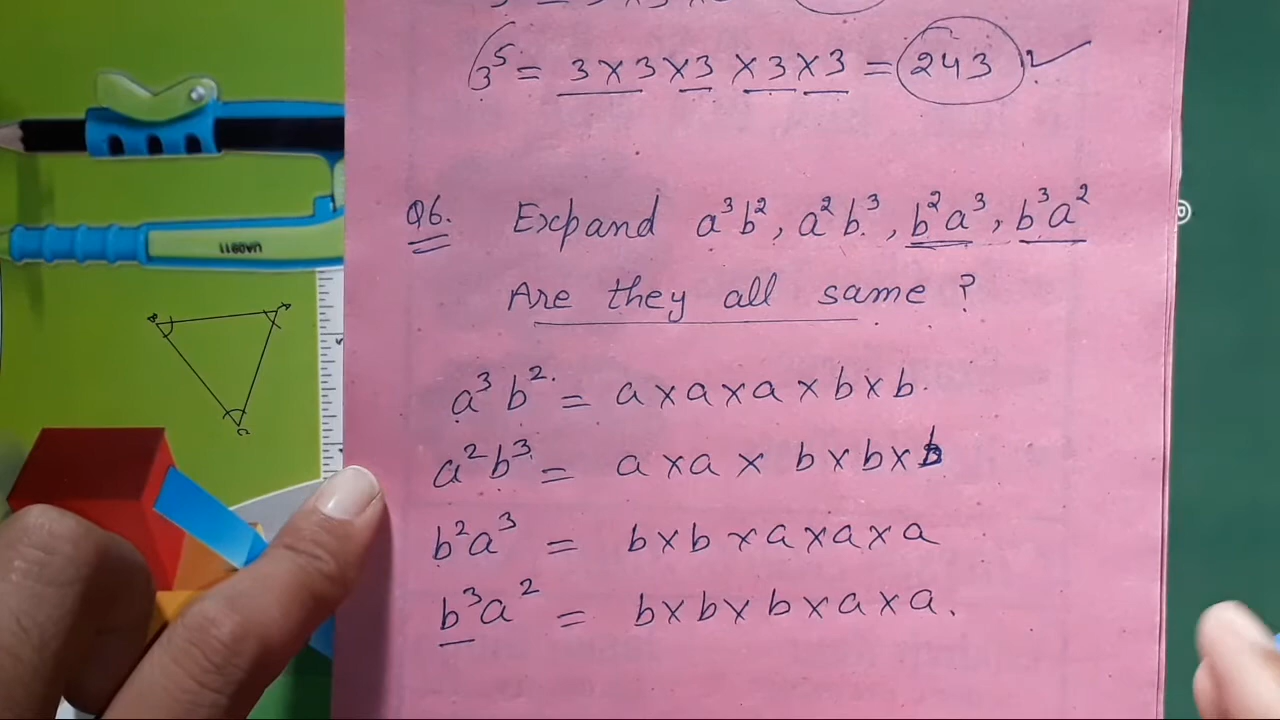 3⁵ = 3 × 3 × 3 × 3 × 3 = 243
Q6. Expand a³b², a²b³, b²a³, b³a²
Are they all same ?
a³b² = a × a × a × b × b.
a²b³ = a × a × b × b × b
b²a³ = b × b × a × a × a
b³a² = b × b × b × a × a.
UA0911
B A
C